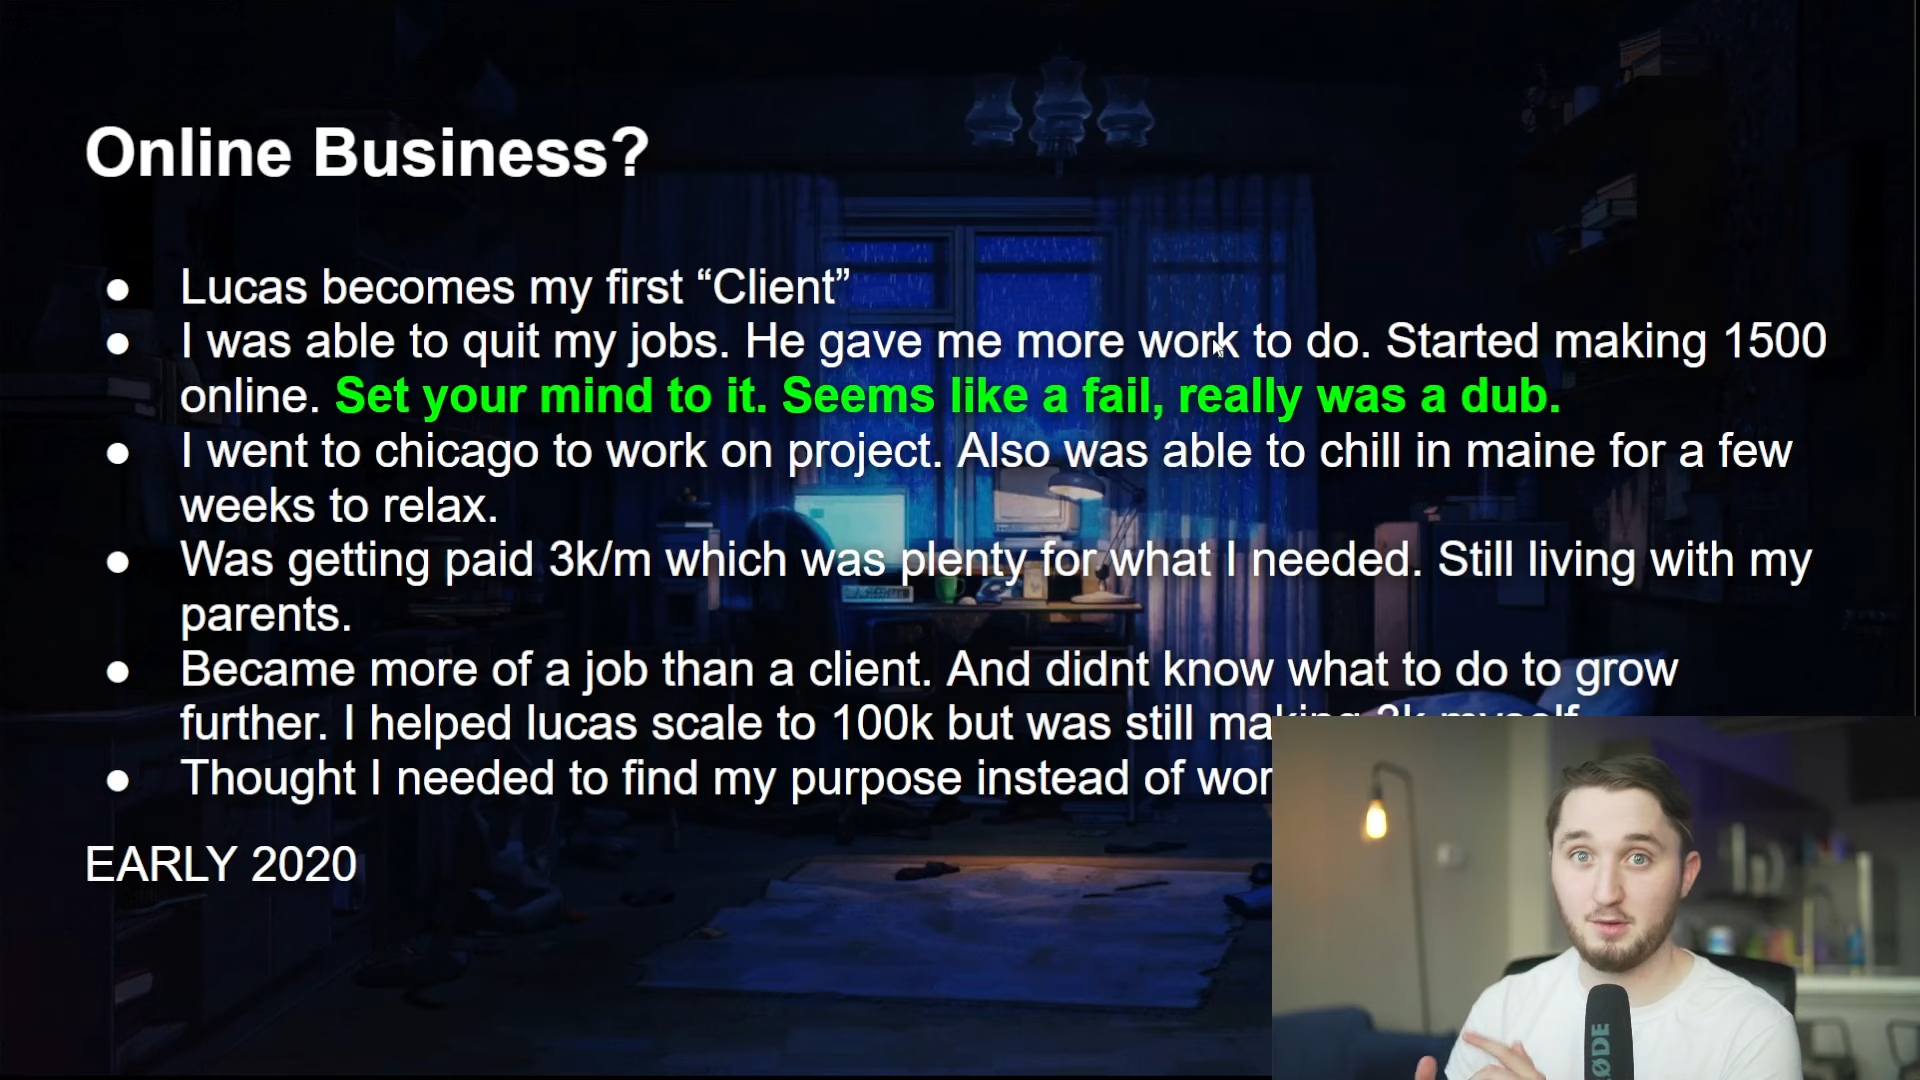 Online Business?
● Lucas becomes my first “Client”
● I was able to quit my jobs. He gave me more work to do. Started making 1500
online. Set your mind to it. Seems like a fail, really was a dub.
● I went to chicago to work on project. Also was able to chill in maine for a few
weeks to relax.
● Was getting paid 3k/m which was plenty for what I needed. Still living with my
parents.
● Became more of a job than a client. And didnt know what to do to grow
further. I helped lucas scale to 100k but was still making myself
● Thought I needed to find my purpose instead of
EARLY 2020
RØDE